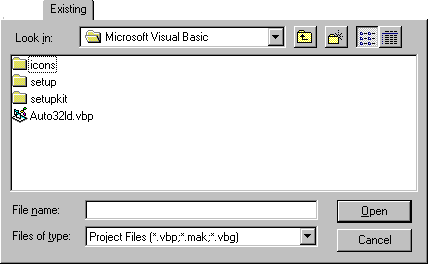 Existing
Look in: Microsoft Visual Basic
icons
setup
setupkit
Auto32ld.vbp
File name: Open
Files of type: Project Files (*.vbp;*.mak;*.vbg) Cancel